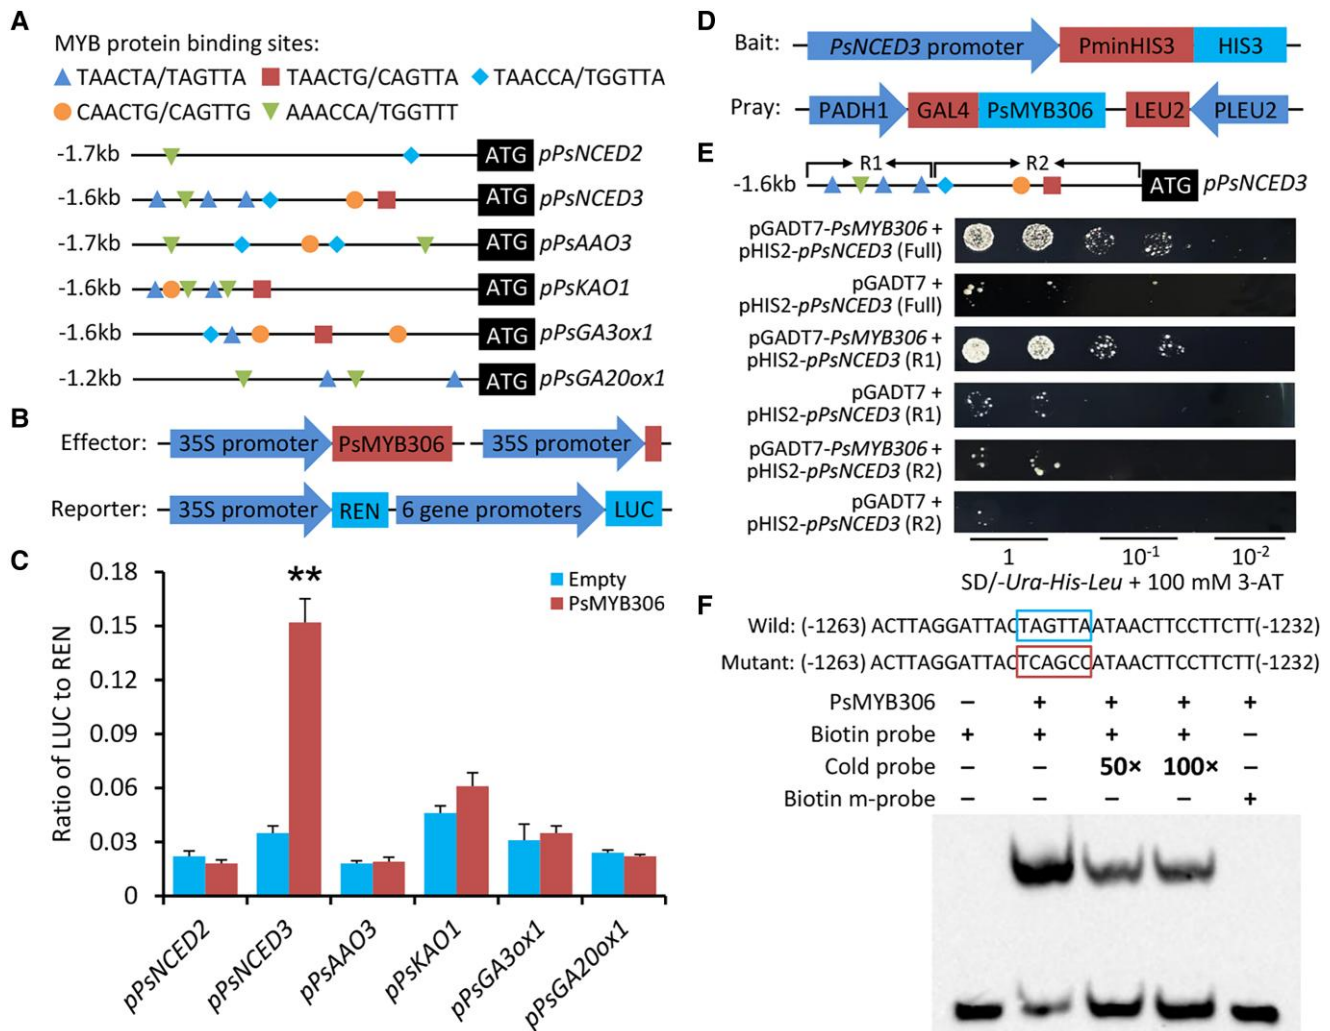 A
MYB protein binding sites:
TAACTA/TAGTTA TAACTG/CAGTTA TAACCA/TGGTTA
CAACTG/CAGTTG AAACCA/TGGTTT
-1.7kb ATG pPsNCED2
-1.6kb ATG pPsNCED3
-1.7kb ATG pPsAAO3
-1.6kb ATG pPsKAO1
-1.6kb ATG pPsGA3ox1
-1.2kb ATG pPsGA20ox1
B
Effector: 35S promoter PsMYB306 35S promoter
Reporter: 35S promoter REN 6 gene promoters LUC
C
Ratio of LUC to REN
0.18
0.15
0.12
0.09
0.06
0.03
0
**
Empty
PsMYB306
pPsNCED2
pPsNCED3
pPsAAO3
pPsKAO1
pPsGA3ox1
pPsGA20ox1
D
Bait: PsNCED3 promoter PminHIS3 HIS3
Pray: PADH1 GAL4 PsMYB306 LEU2 PLEU2
E
R1 R2
-1.6kb ATG pPsNCED3
pGADT7-PsMYB306 +
pHIS2-pPsNCED3 (Full)
pGADT7 +
pHIS2-pPsNCED3 (Full)
pGADT7-PsMYB306 +
pHIS2-pPsNCED3 (R1)
pGADT7 +
pHIS2-pPsNCED3 (R1)
pGADT7-PsMYB306 +
pHIS2-pPsNCED3 (R2)
pGADT7 +
pHIS2-pPsNCED3 (R2)
1 10⁻¹ 10⁻²
SD/-Ura-His-Leu + 100 mM 3-AT
F
Wild: (-1263) ACTTAGGATTACTAGTTAATAACTTCCTTCTT(-1232)
Mutant: (-1263) ACTTAGGATTACTCAGCCATAACTTCCTTCTT(-1232)
PsMYB306 – + + + +
Biotin probe + + + + –
Cold probe – – 50× 100× –
Biotin m-probe – – – – +